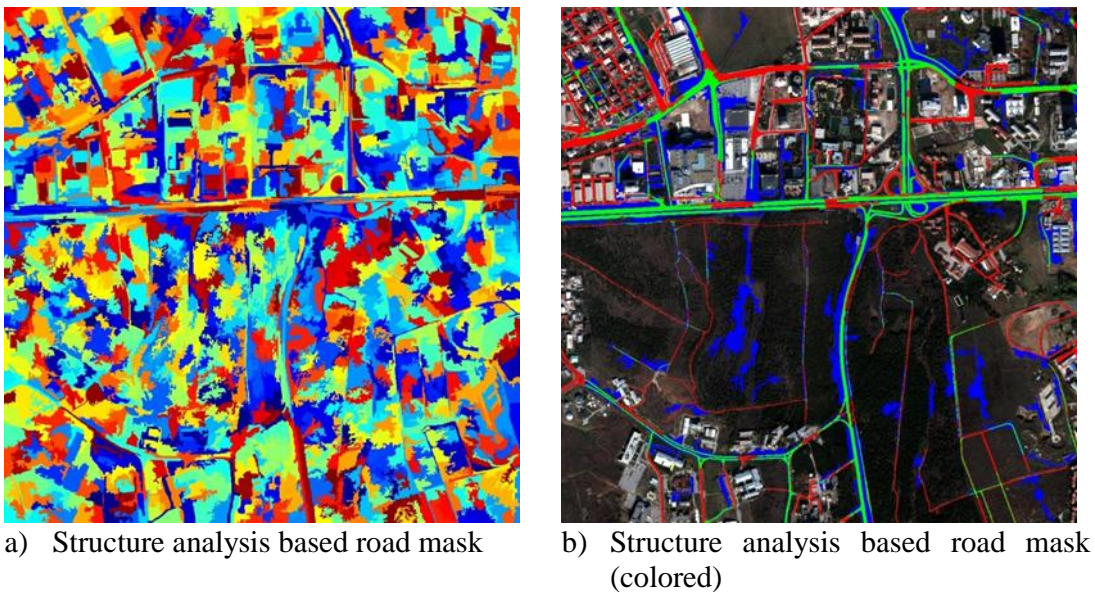 a) Structure analysis based road mask
b) Structure analysis based road mask
(colored)